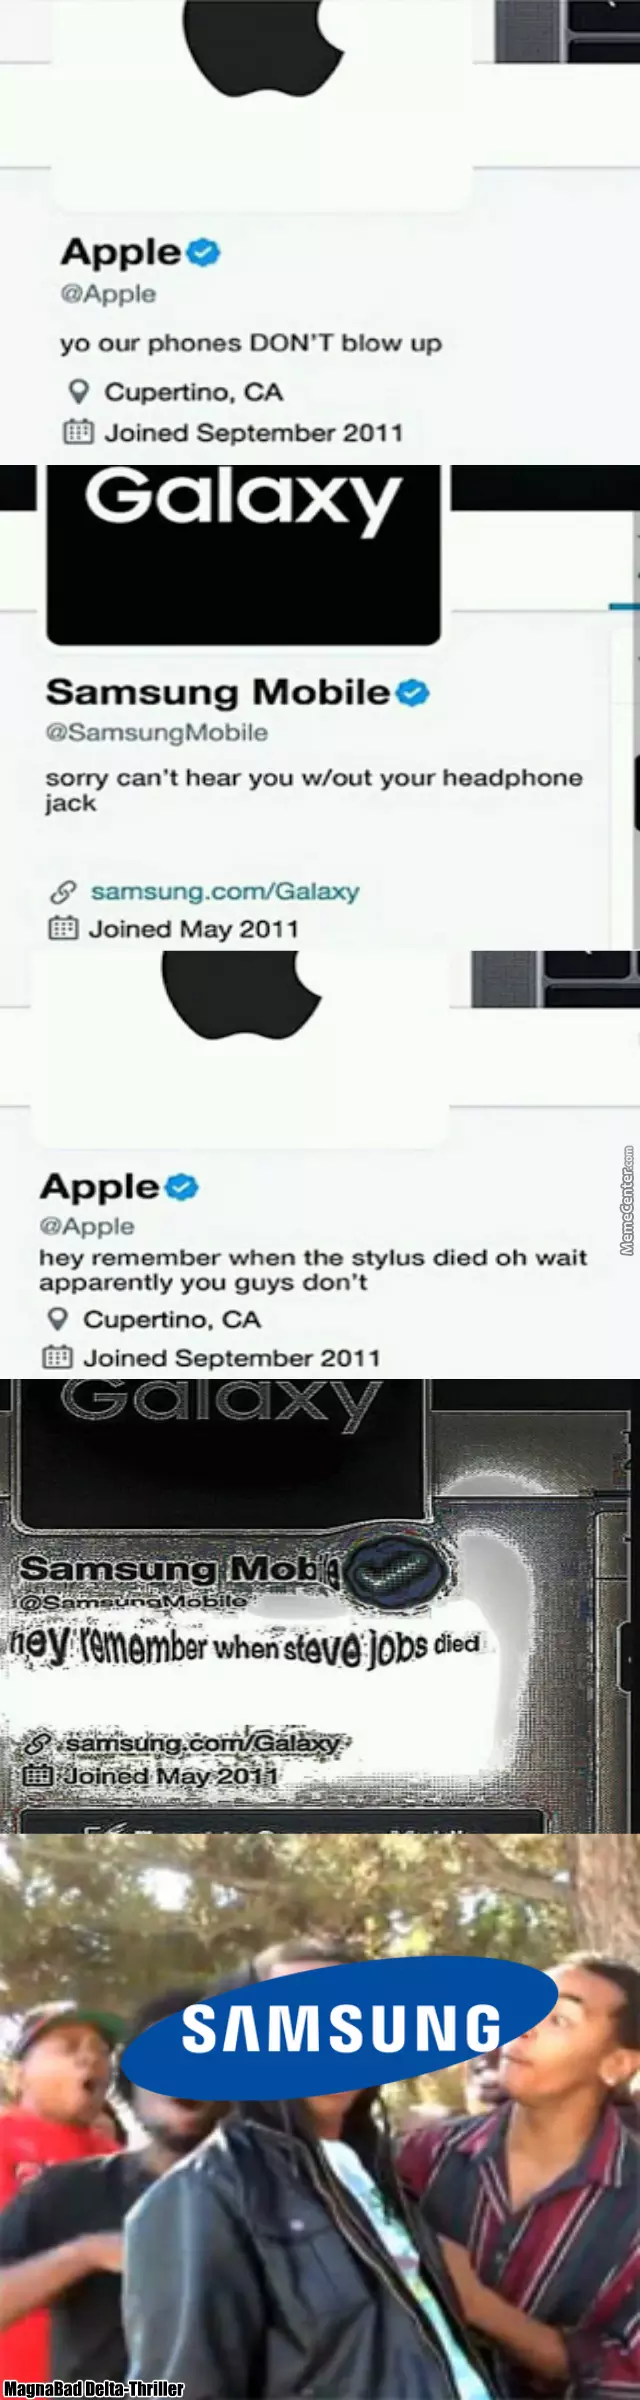 Apple
@Apple
yo our phones DON'T blow up
Cupertino, CA
Joined September 2011
Galaxy
Samsung Mobile
@SamsungMobile
sorry can't hear you w/out your headphone
jack
samsung.com/Galaxy
Joined May 2011
Apple
@Apple
hey remember when the stylus died oh wait
apparently you guys don't
Cupertino, CA
Joined September 2011
MemeCenter.com
Galaxy
Samsung Mob
@SamsungMobile
hey remember when steve jobs died
samsung.com/Galaxy
Joined May 2011
SAMSUNG
MagnaBad Delta-Thriller